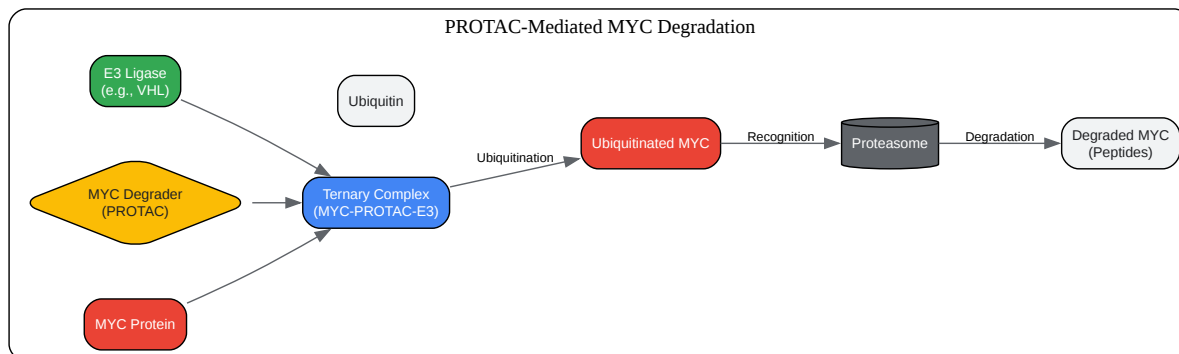 PROTAC-Mediated MYC Degradation
E3 Ligase
(e.g., VHL)
Ubiquitin
MYC Degrader
(PROTAC)
MYC Protein
Ternary Complex
(MYC-PROTAC-E3)
Ubiquitination
Ubiquitinated MYC
Recognition
Proteasome
Degradation
Degraded MYC
(Peptides)